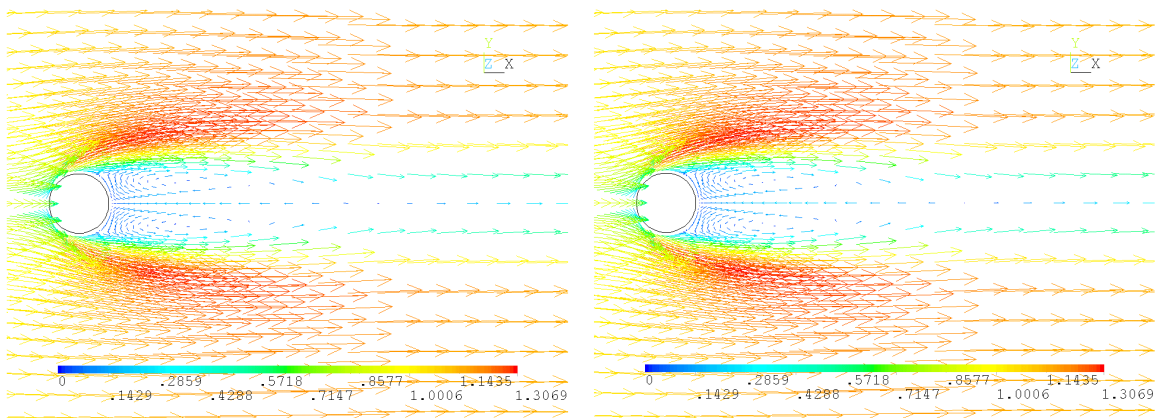 Y
Z X
0 .2859 .5718 .8577 1.1435
.1429 .4288 .7147 1.0006 1.3069
Y
Z X
0 .2859 .5718 .8577 1.1435
.1429 .4288 .7147 1.0006 1.3069